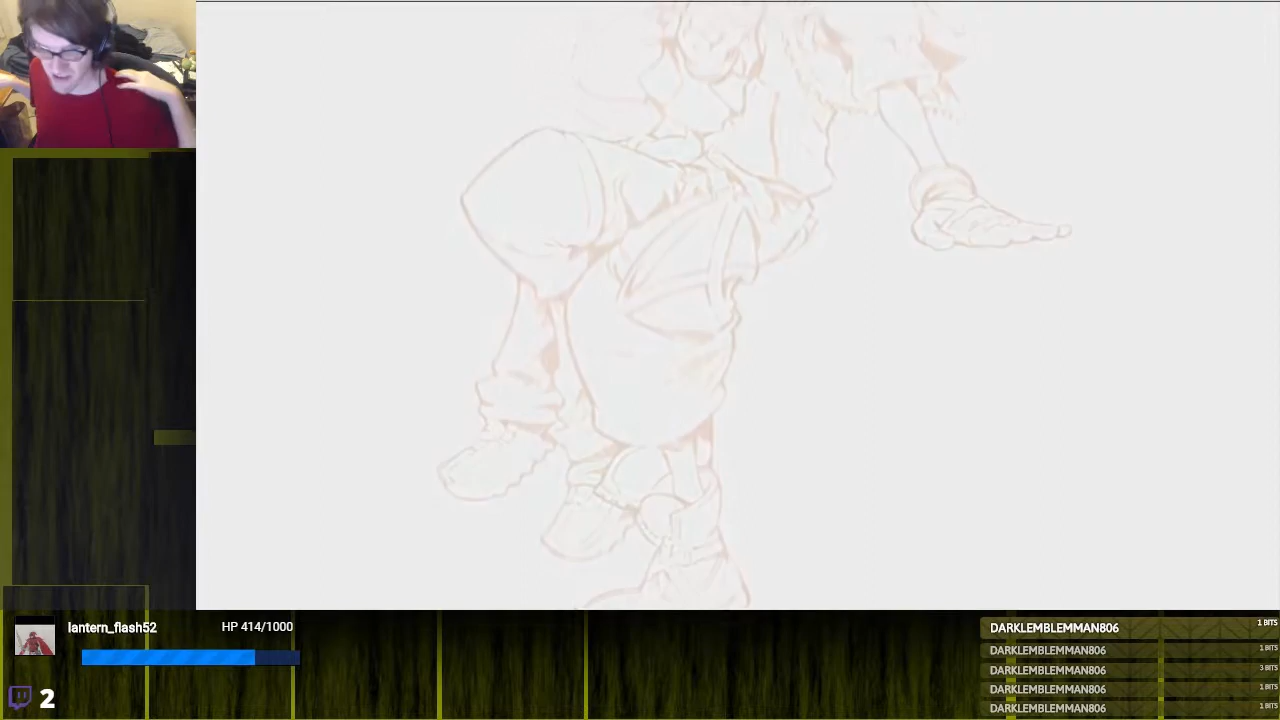 lantern_flash52
HP 414/1000
2
DARKLEMBLEMMAN806 1 BITS
DARKLEMBLEMMAN806 1 BITS
DARKLEMBLEMMAN806 3 BITS
DARKLEMBLEMMAN806 1 BITS
DARKLEMBLEMMAN806 1 BITS